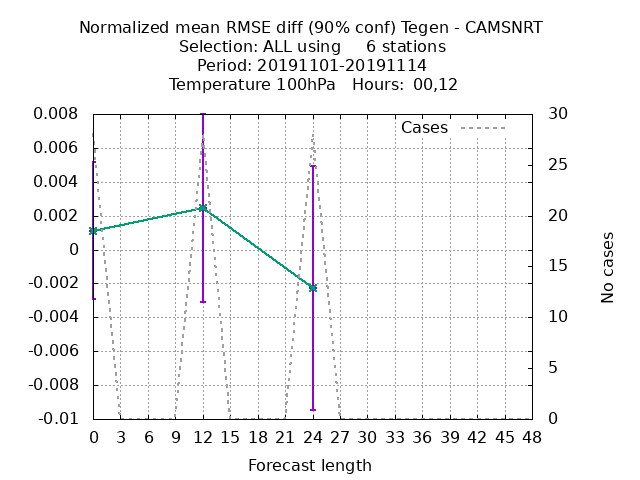 Normalized mean RMSE diff (90% conf) Tegen - CAMSNRT
Selection: ALL using     6 stations
Period: 20191101-20191114
Temperature 100hPa   Hours: 00,12
0.008
0.006
0.004
0.002
0
-0.002
-0.004
-0.006
-0.008
-0.01
Cases
30
25
20
15
10
5
0
No cases
0 3 6 9 12 15 18 21 24 27 30 33 36 39 42 45 48
Forecast length